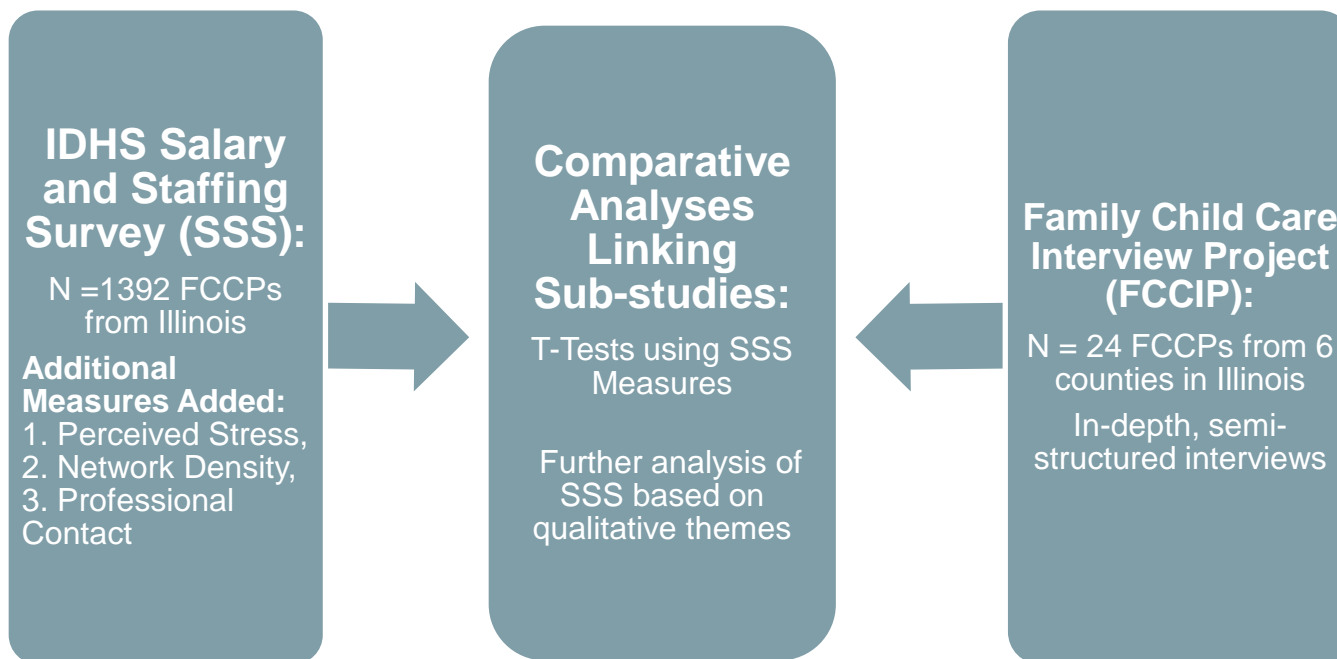 IDHS Salary
and Staffing
Survey (SSS):
N =1392 FCCPs
from Illinois
Additional
Measures Added:
1. Perceived Stress,
2. Network Density,
3. Professional
Contact
Comparative
Analyses
Linking
Sub-studies:
T-Tests using SSS
Measures
Further analysis of
SSS based on
qualitative themes
Family Child Care
Interview Project
(FCCIP):
N = 24 FCCPs from 6
counties in Illinois
In-depth, semi-
structured interviews